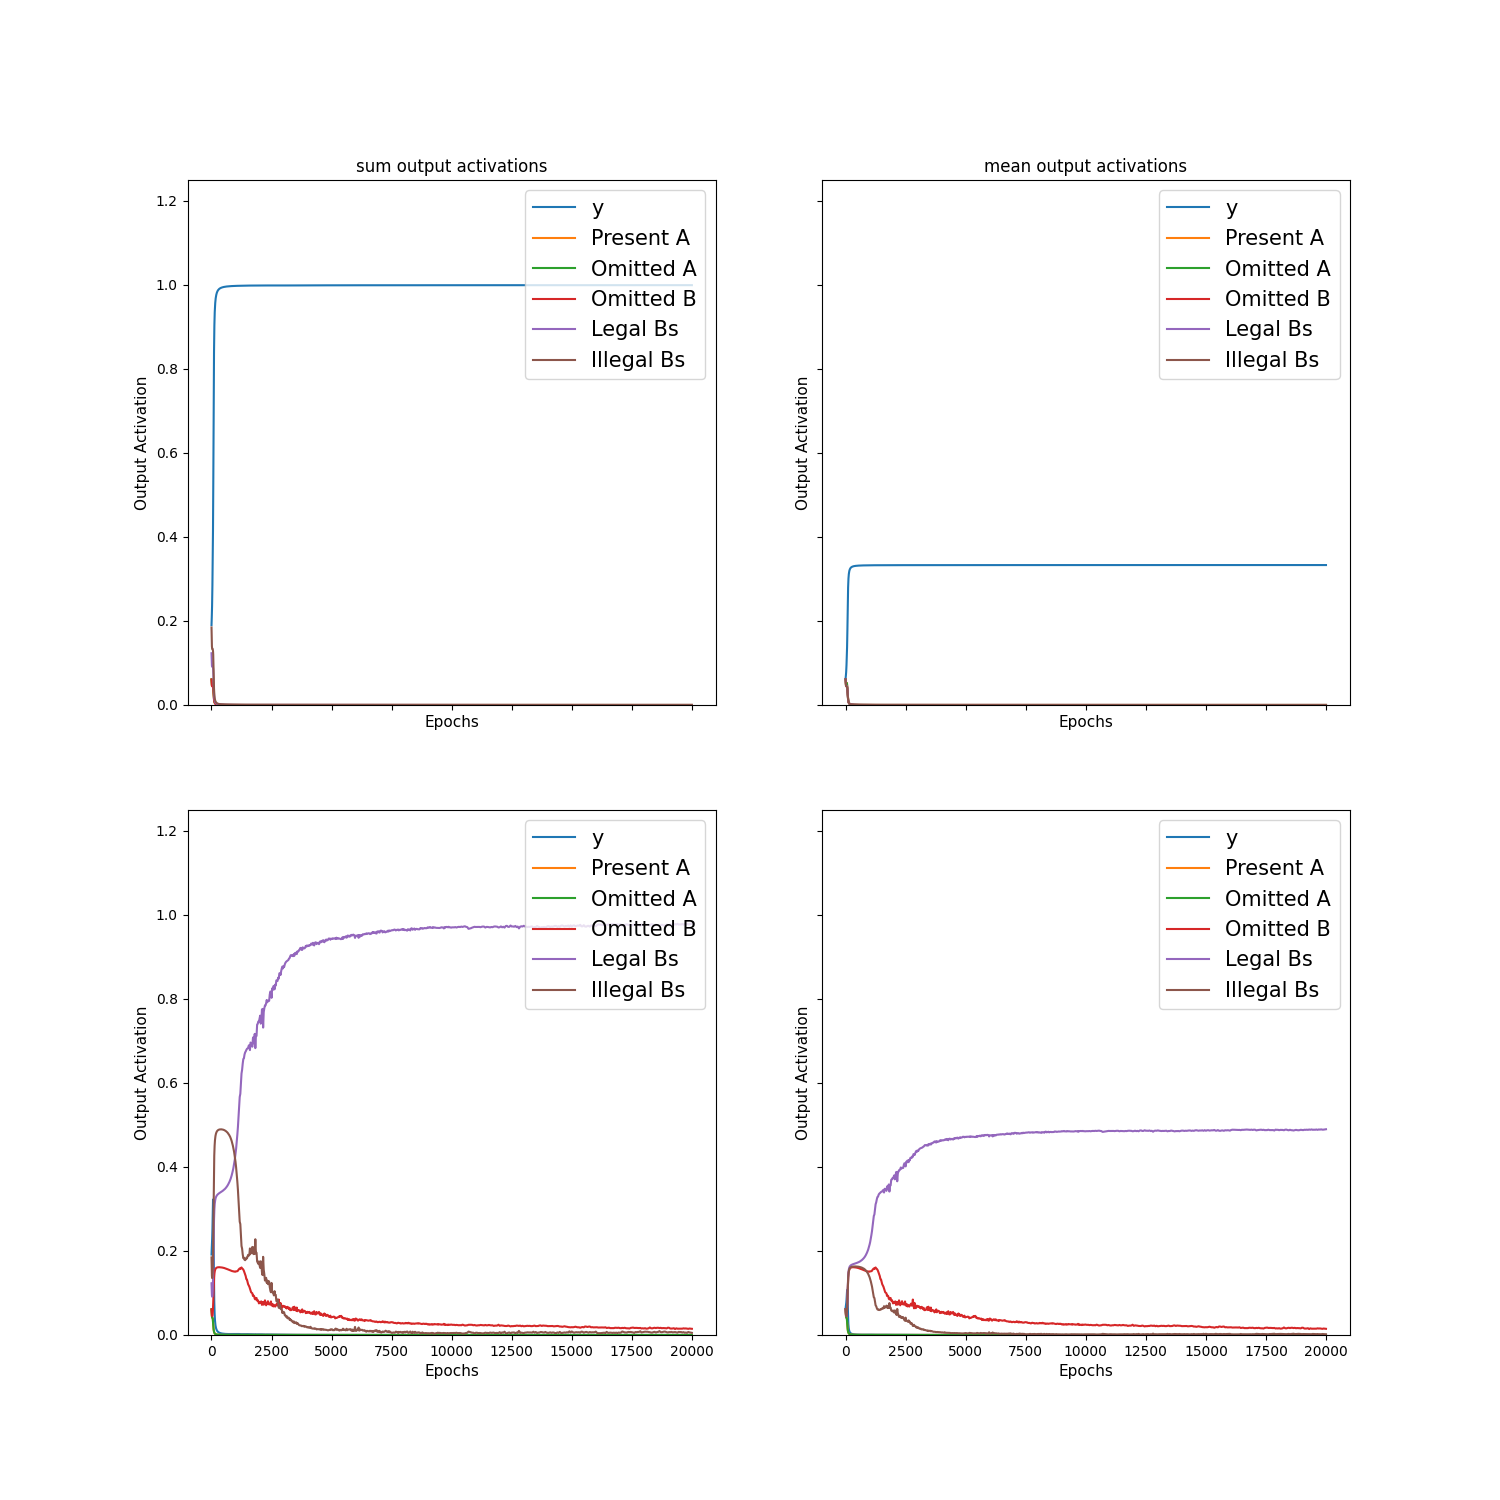 sum output activations
mean output activations
1.2
1.0
0.8
0.6
0.4
0.2
0.0
Output Activation
y
Present A
Omitted A
Omitted B
Legal Bs
Illegal Bs
Epochs
Output Activation
y
Present A
Omitted A
Omitted B
Legal Bs
Illegal Bs
Epochs
1.2
1.0
0.8
0.6
0.4
0.2
0.0
Output Activation
y
Present A
Omitted A
Omitted B
Legal Bs
Illegal Bs
0 2500 5000 7500 10000 12500 15000 17500 20000
Epochs
Output Activation
y
Present A
Omitted A
Omitted B
Legal Bs
Illegal Bs
0 2500 5000 7500 10000 12500 15000 17500 20000
Epochs